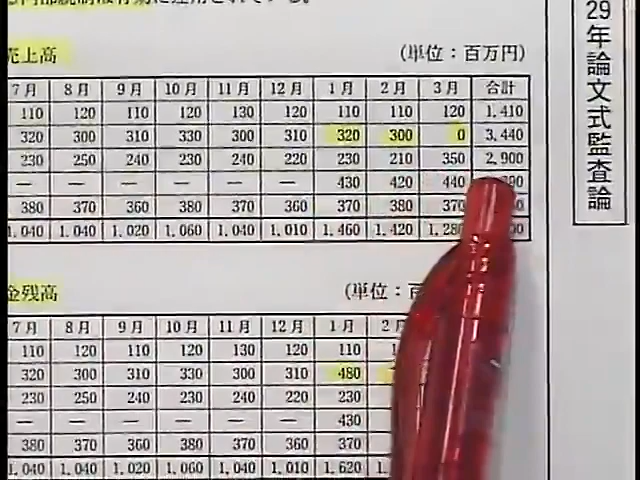 売上高 (単位:百万円)
7月 8月 9月 10月 11月 12月 1月 2月 3月 合計
110 120 110 120 130 120 110 110 120 1,410
320 300 310 330 300 310 320 300 0 3,440
230 250 240 230 240 220 230 210 350 2,900
— — — — — — 430 420 440
380 370 360 380 370 360 370 380 370
1,040 1,040 1,020 1,060 1,040 1,010 1,460 1,420
金残高 (単位:
7月 8月 9月 10月 11月 12月 1月 2月
110 120 110 120 130 120 110
320 300 310 330 300 310 480
230 250 240 230 240 220 230
— — — — — — 430
380 370 360 380 370 360 370
1,040 1,040 1,020 1,060 1,040 1,010 1,620
29年論文式監査論